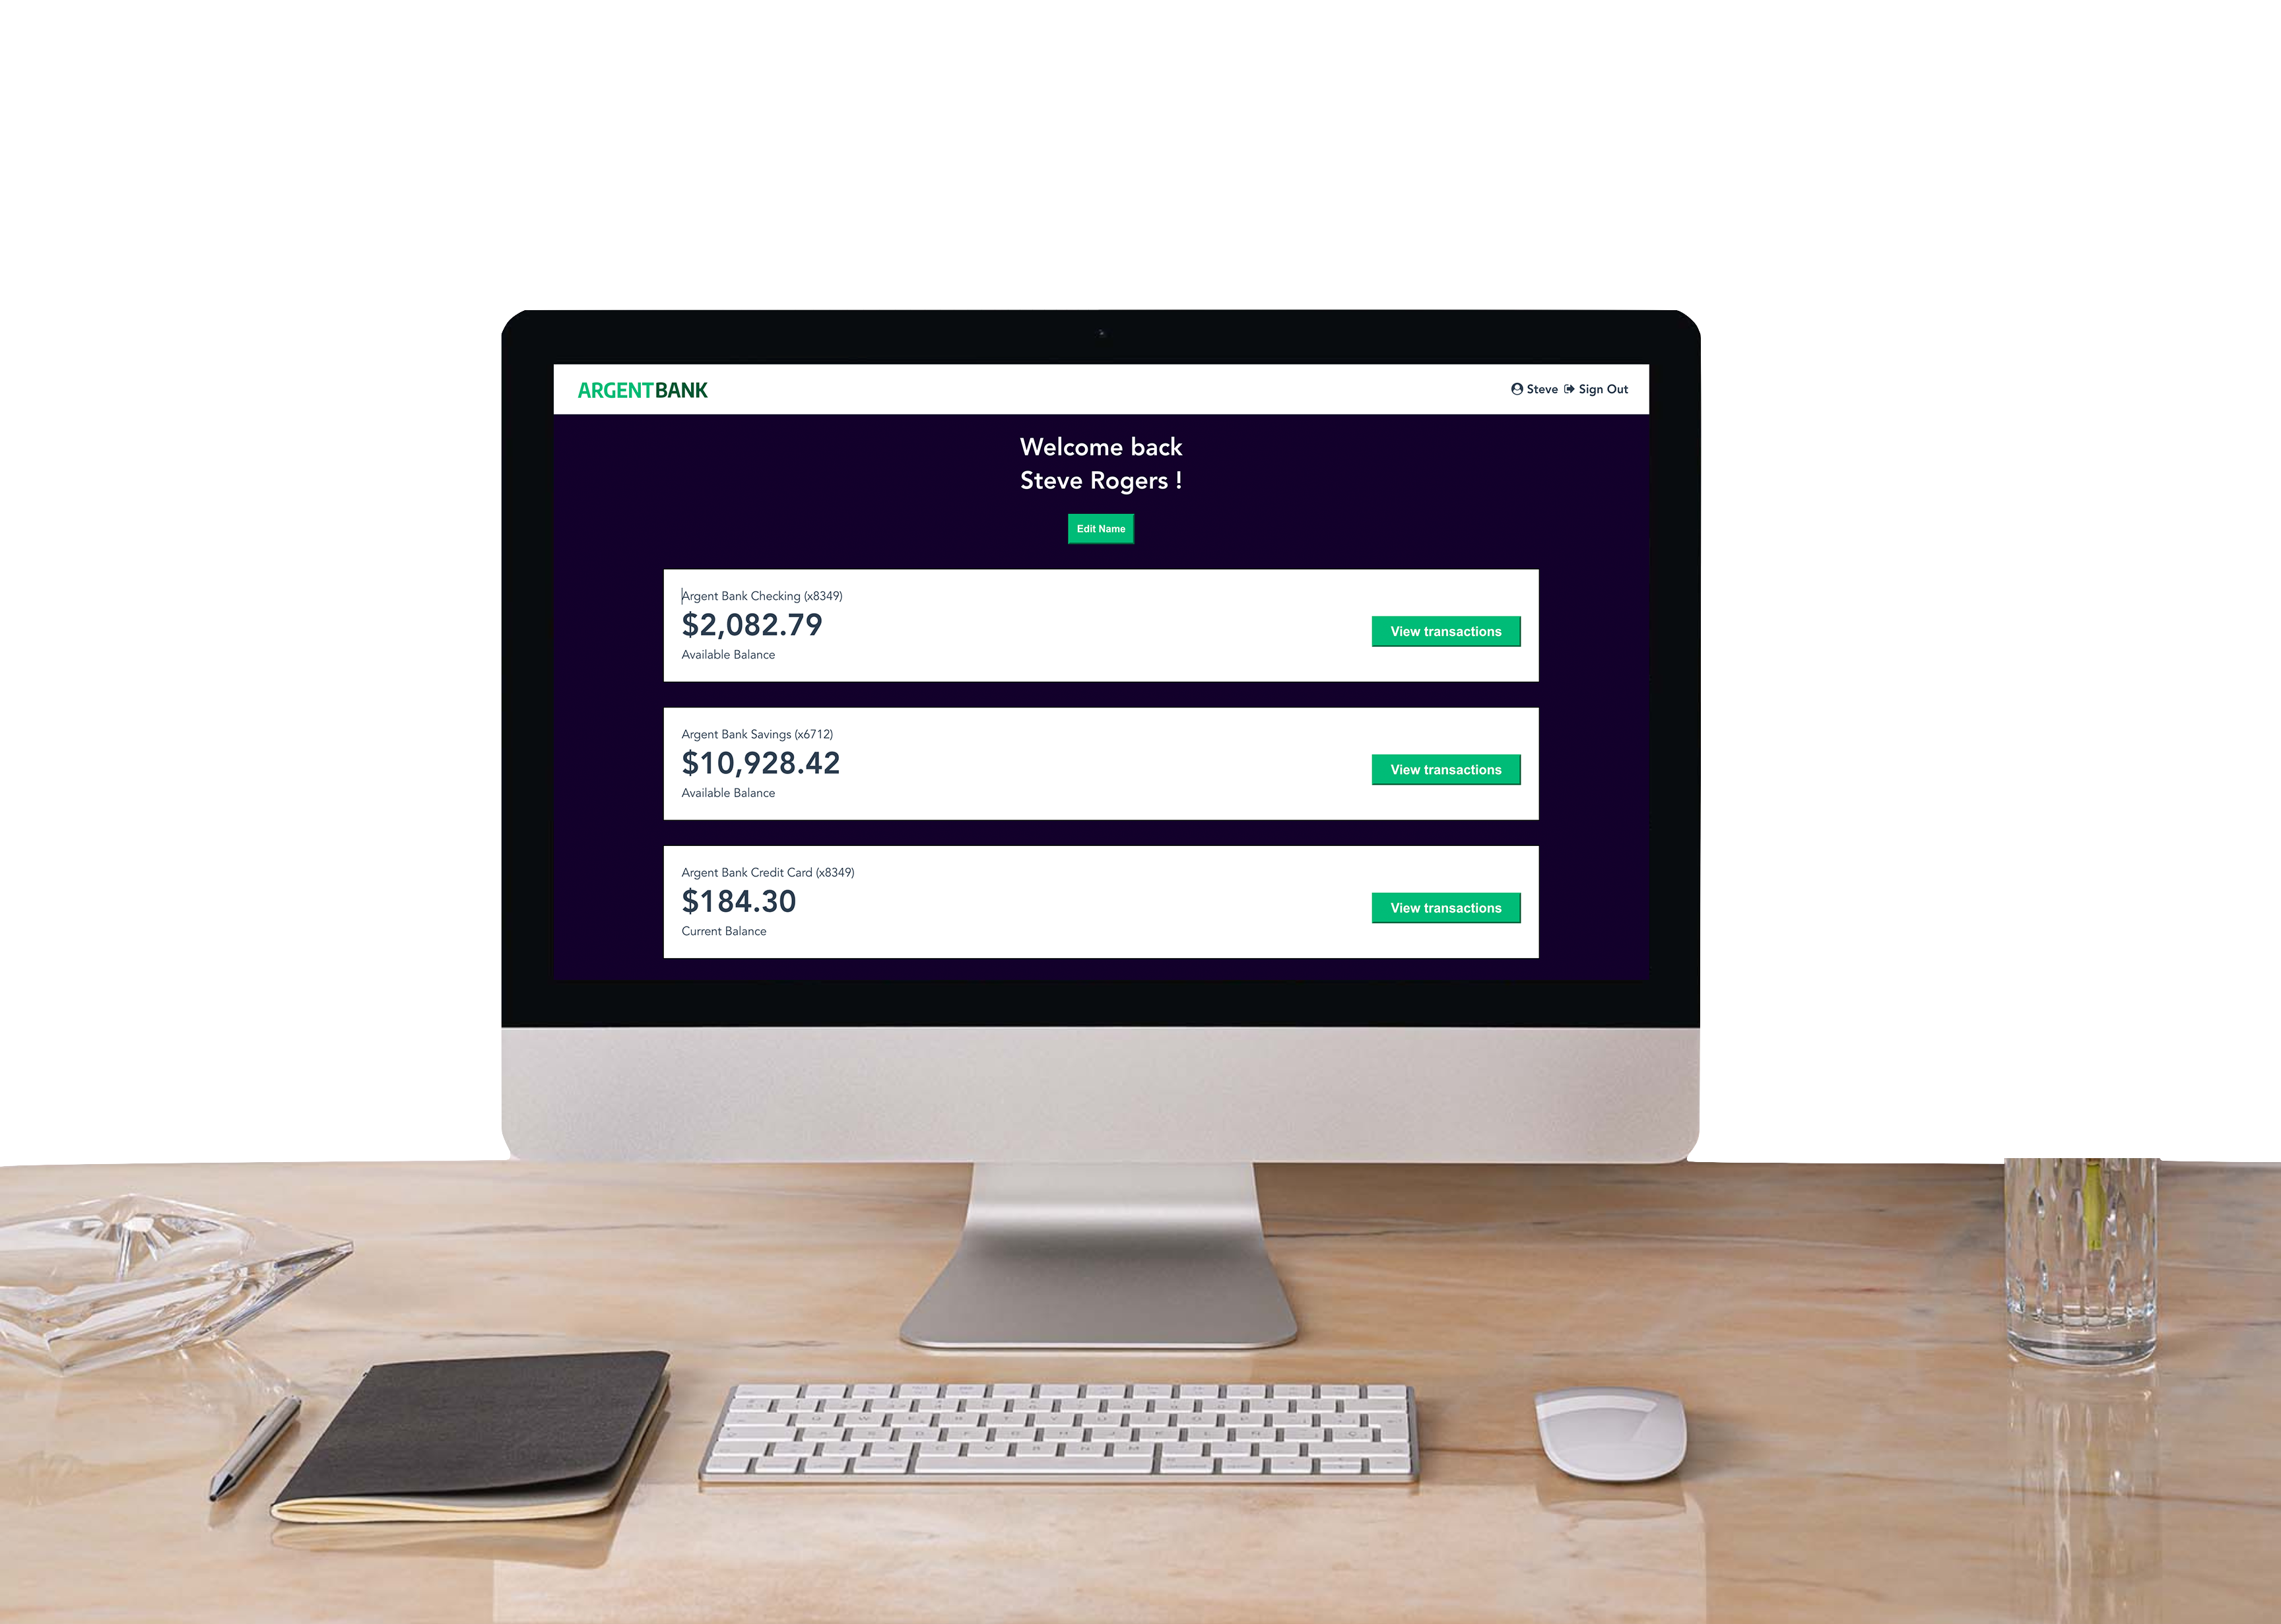 ARGENTBANK
Steve Sign Out
Welcome back
Steve Rogers !
Edit Name
Argent Bank Checking (x8349)
$2,082.79
Available Balance
View transactions
Argent Bank Savings (x6712)
$10,928.42
Available Balance
View transactions
Argent Bank Credit Card (x8349)
$184.30
Current Balance
View transactions